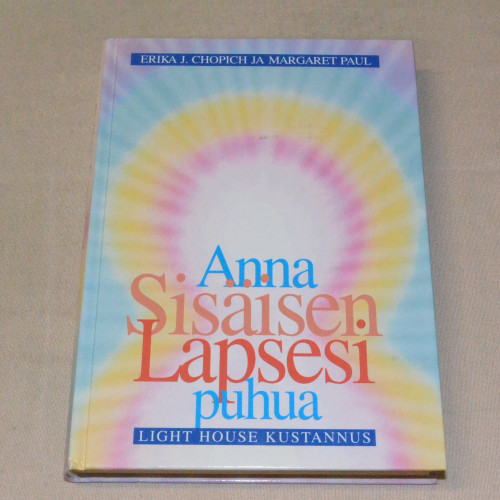 ERIKA J. CHOPICH JA MARGARET PAUL
Anna
Sisäisen
Lapsesi
puhua
LIGHT HOUSE KUSTANNUS